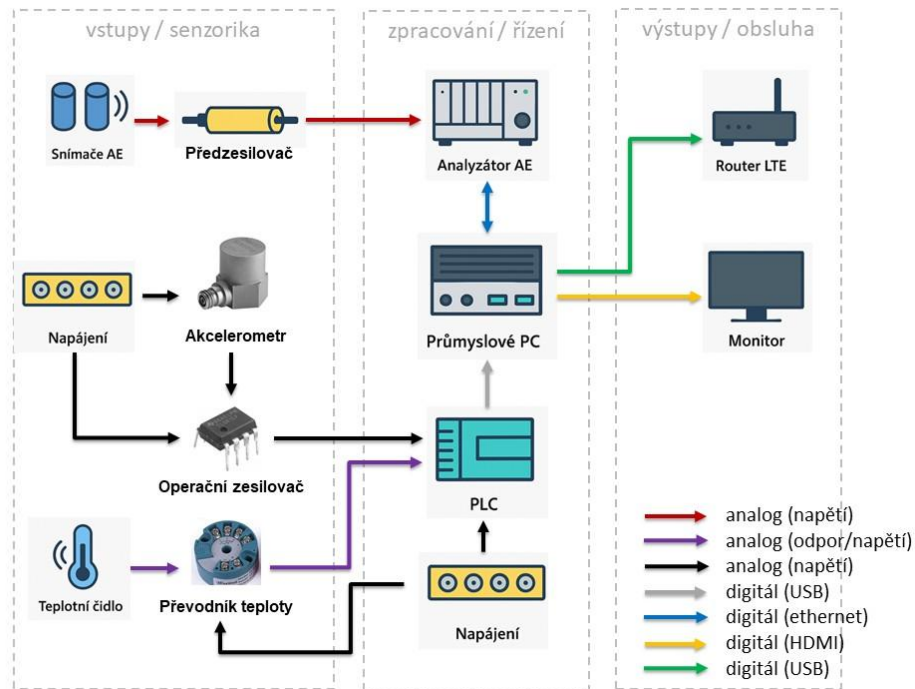 vstupy / senzorika
zpracování / řízení
výstupy / obsluha
Snímače AE
Předzesilovač
Analyzátor AE
Router LTE
Napájení
Akcelerometr
Průmyslové PC
Monitor
Operační zesilovač
PLC
Teplotní čidlo
Převodník teploty
Napájení
analog (napětí)
analog (odpor/napětí)
analog (napětí)
digitál (USB)
digitál (ethernet)
digitál (HDMI)
digitál (USB)